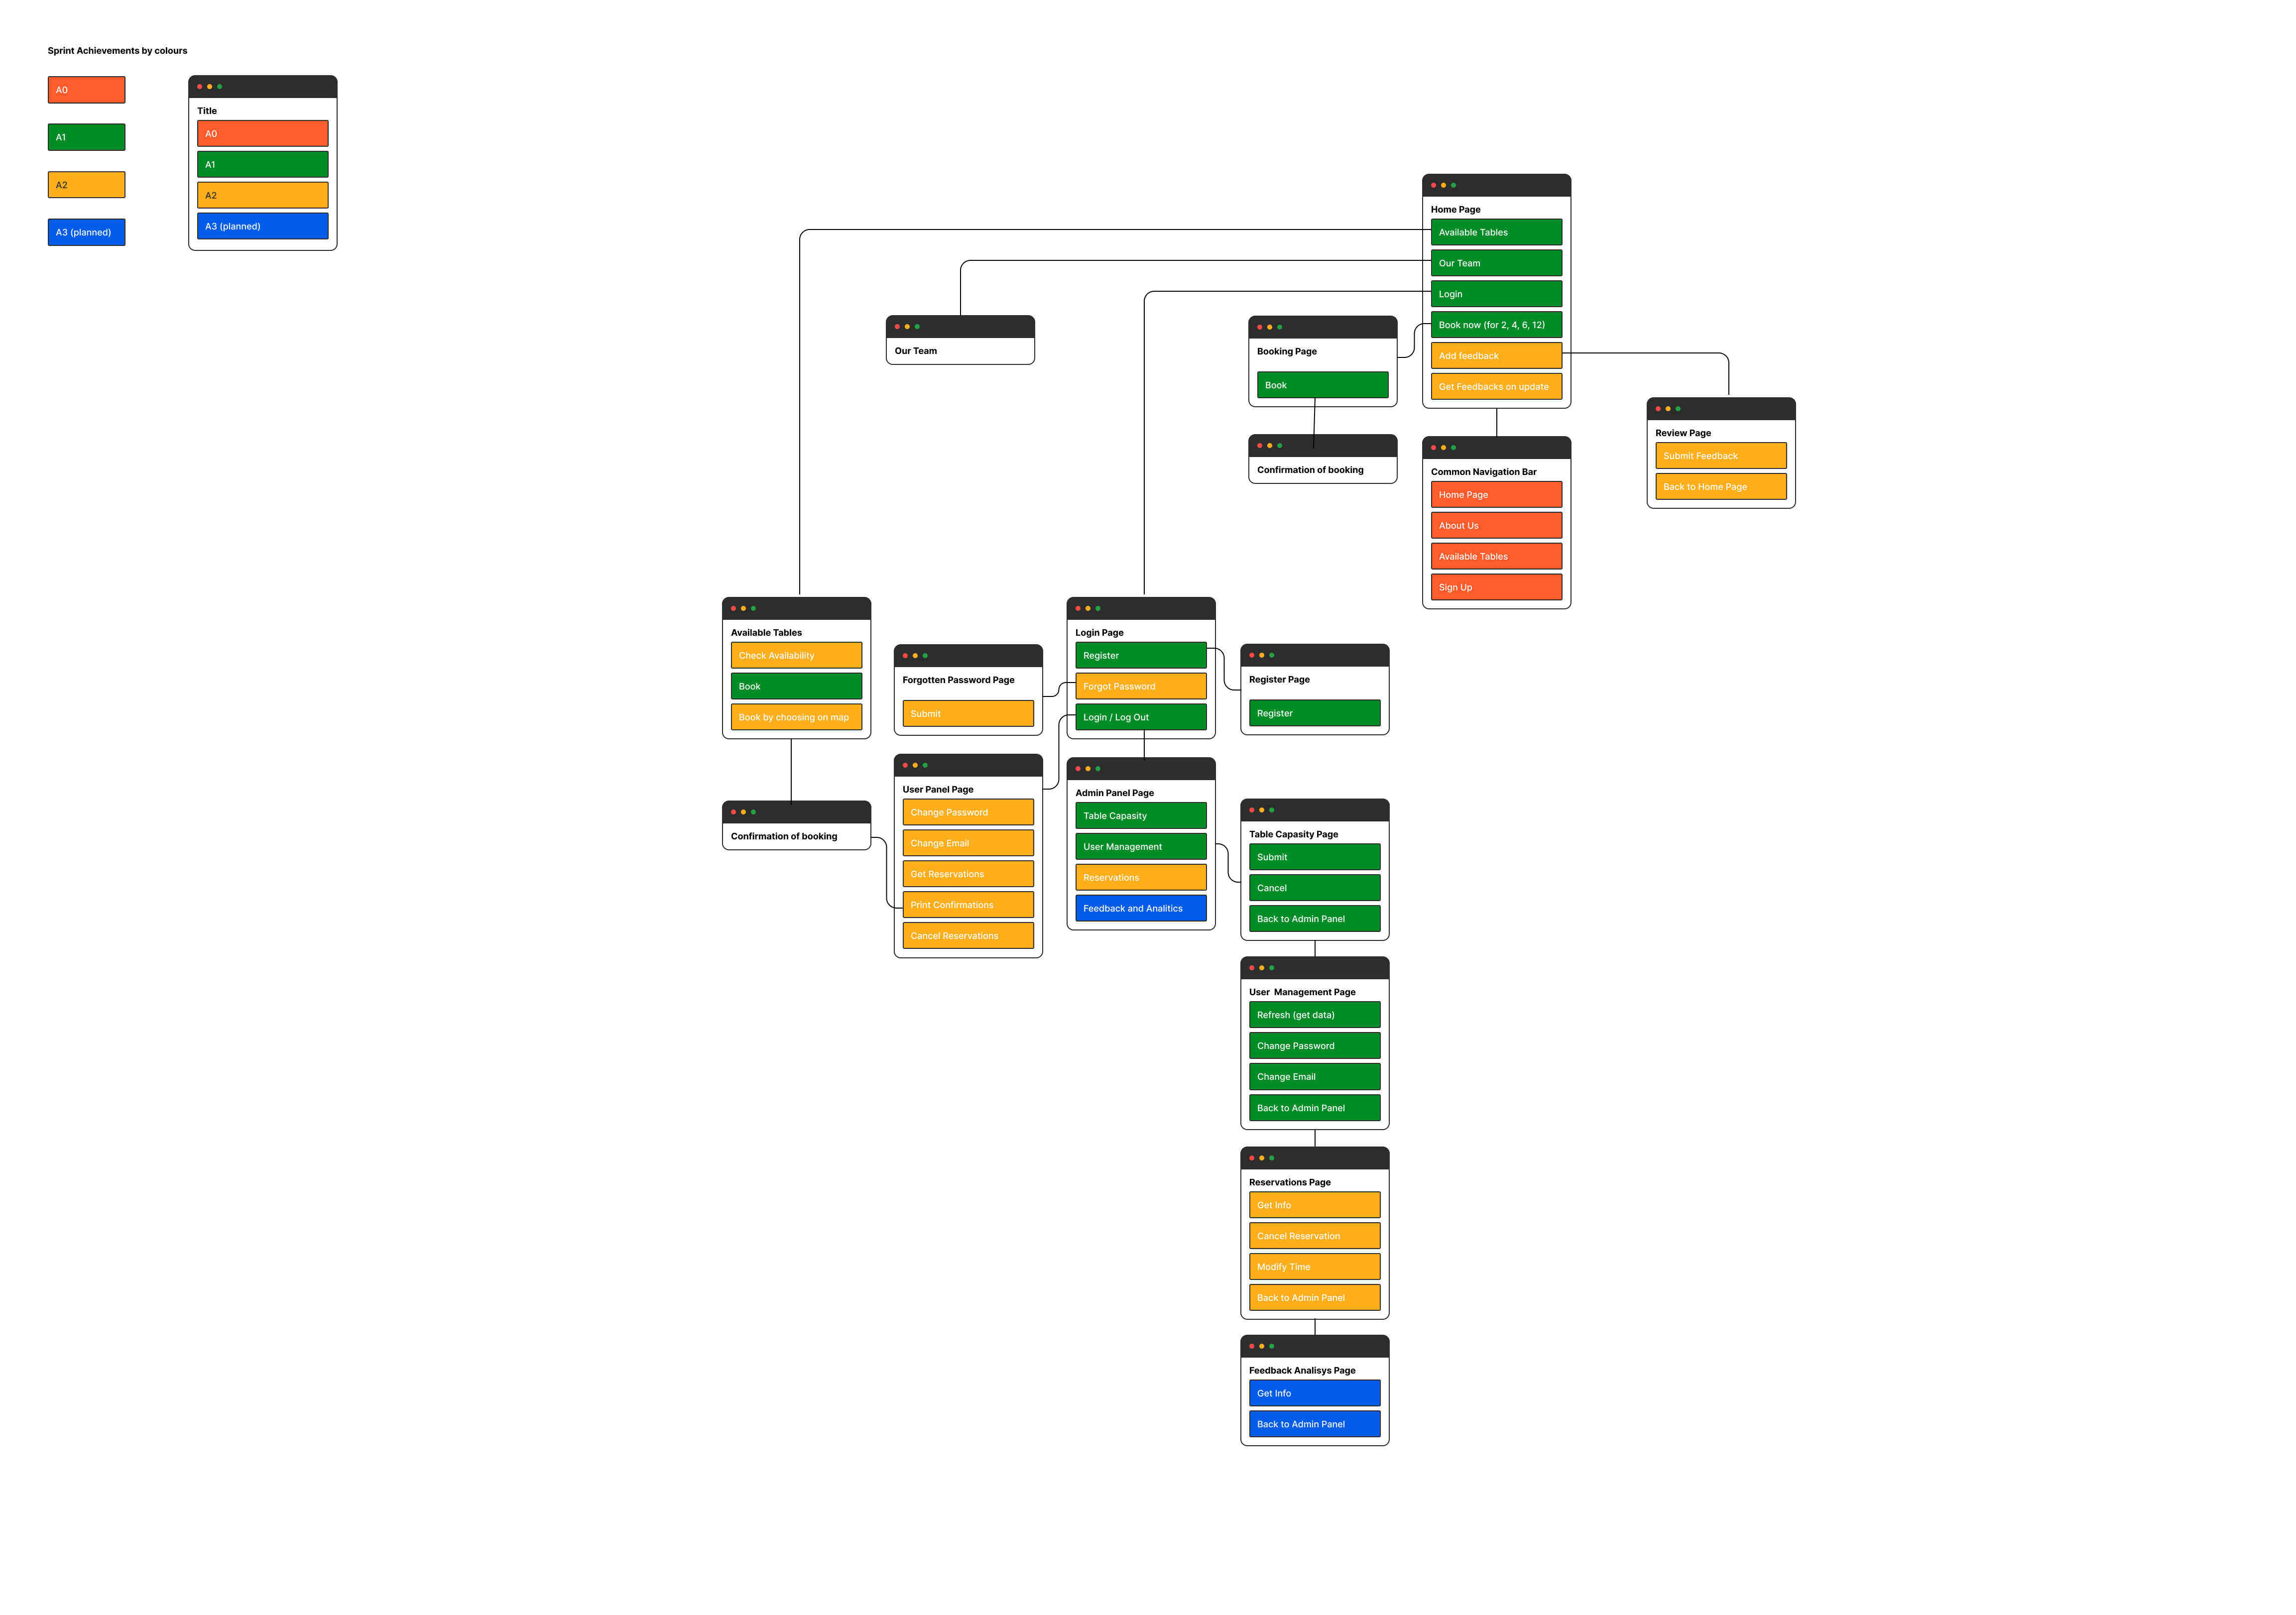 Sprint Achievements by colours
A0
A1
A2
A3 (planned)
Title
A0
A1
A2
A3 (planned)
Home Page
Available Tables
Our Team
Login
Book now (for 2, 4, 6, 12)
Add feedback
Get Feedbacks on update
Our Team
Booking Page
Book
Confirmation of booking
Common Navigation Bar
Home Page
About Us
Available Tables
Sign Up
Review Page
Submit Feedback
Back to Home Page
Available Tables
Check Availability
Book
Book by choosing on map
Confirmation of booking
Forgotten Password Page
Submit
User Panel Page
Change Password
Change Email
Get Reservations
Print Confirmations
Cancel Reservations
Login Page
Register
Forgot Password
Login / Log Out
Admin Panel Page
Table Capasity
User Management
Reservations
Feedback and Analitics
Register Page
Register
Table Capasity Page
Submit
Cancel
Back to Admin Panel
User  Management Page
Refresh (get data)
Change Password
Change Email
Back to Admin Panel
Reservations Page
Get Info
Cancel Reservation
Modify Time
Back to Admin Panel
Feedback Analisys Page
Get Info
Back to Admin Panel